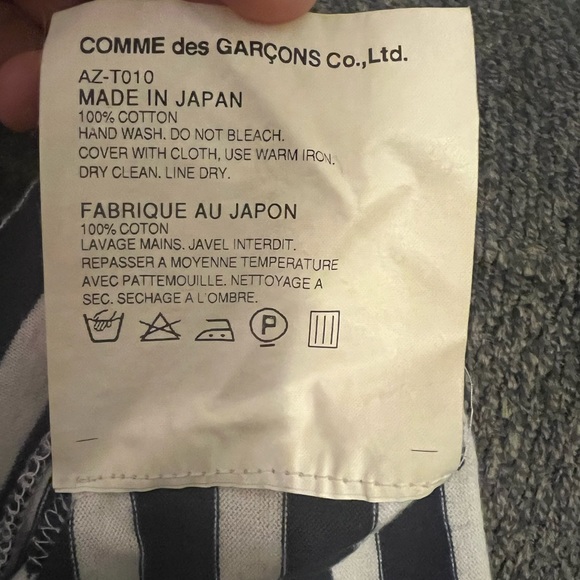 COMME des GARÇONS Co.,Ltd.
AZ-T010
MADE IN JAPAN
100% COTTON
HAND WASH. DO NOT BLEACH.
COVER WITH CLOTH, USE WARM IRON.
DRY CLEAN. LINE DRY.
FABRIQUE AU JAPON
100% COTON
LAVAGE MAINS. JAVEL INTERDIT.
REPASSER A MOYENNE TEMPERATURE
AVEC PATTEMOUILLE. NETTOYAGE A
SEC. SECHAGE A L'OMBRE.
P